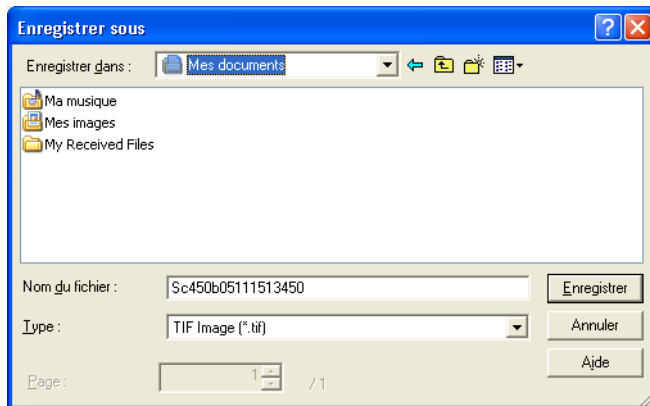 Enregistrer sous
Enregistrer dans : Mes documents
Ma musique
Mes images
My Received Files
Nom du fichier : Sc450b05111513450 Enregistrer
Type : TIF Image (*.tif) Annuler
Aide
Page : 1 / 1